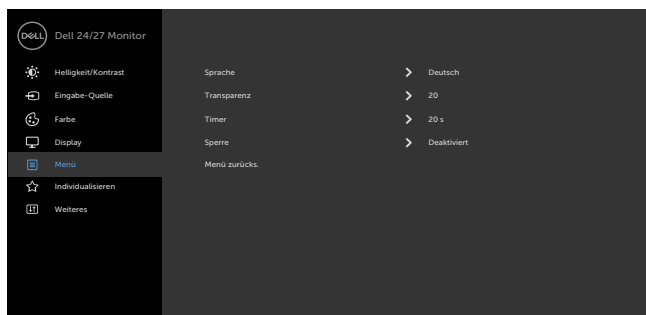 DELL Dell 24/27 Monitor
Helligkeit/Kontrast Sprache Deutsch
Eingabe-Quelle Transparenz 20
Farbe Timer 20 s
Display Sperre Deaktiviert
Menü Menü zurücks.
Individualisieren
Weiteres